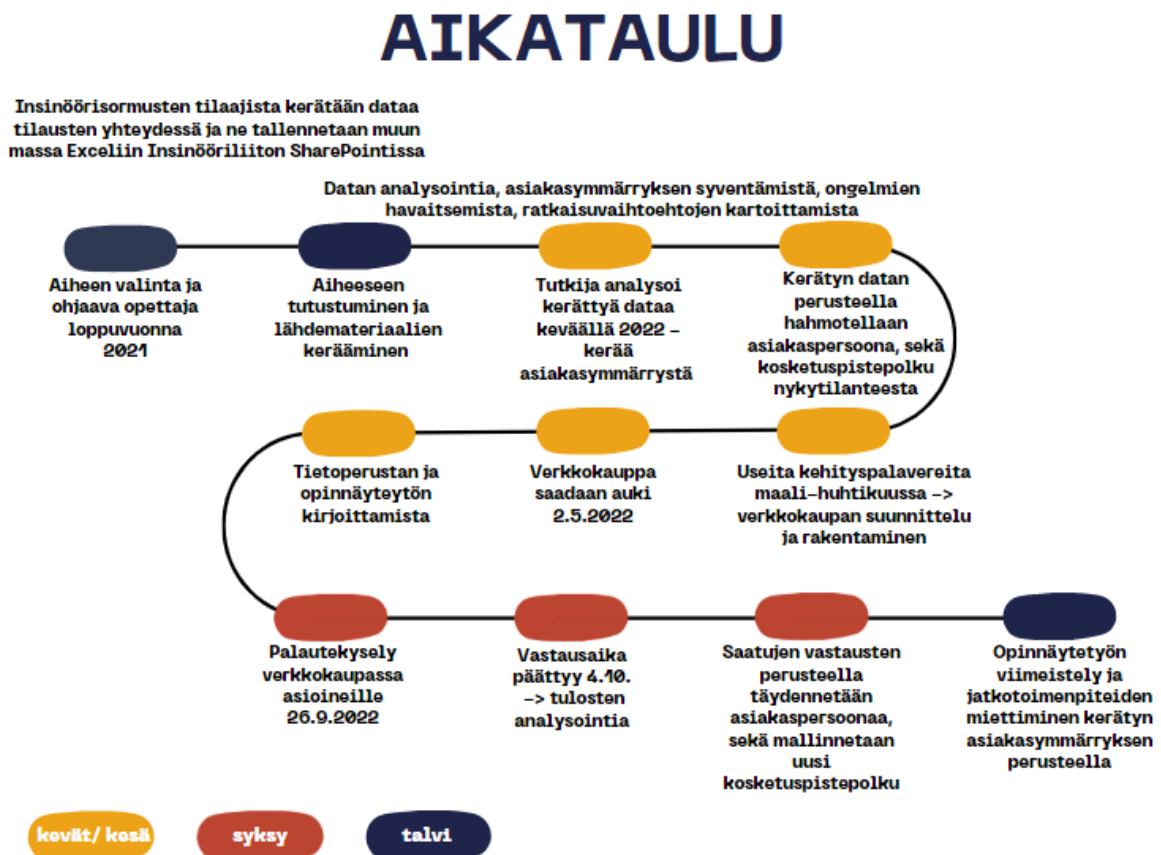 AIKATAULU
Insinöörisormusten tilaajista kerätään dataa
tilausten yhteydessä ja ne tallennetaan muun
massa Exceliin Insinööriliiton SharePointissa
Datan analysointia, asiakasymmärryksen syventämistä, ongelmien
havaitsemista, ratkaisuvaihtoehtojen kartoittamista
Aiheen valinta ja
ohjaava opettaja
loppuvuonna
2021
Aiheeseen
tutustuminen ja
lähdemateriaalien
kerääminen
Tutkija analysoi
kerättyä dataa
keväällä 2022 –
kerää
asiakasymmärrystä
Kerätyn datan
perusteella
hahmotellaan
asiakaspersoona, sekä
kosketuspistepolku
nykytilanteesta
Tietoperustan ja
opinnäyteytön
kirjoittamista
Verkkokauppa
saadaan auki
2.5.2022
Useita kehityspalavereita
maali-huhtikuussa ->
verkkokaupan suunnittelu
ja rakentaminen
Palautekysely
verkkokaupassa
asioineille
26.9.2022
Vastausaika
päättyy 4.10.
-> tulosten
analysointia
Saatujen vastausten
perusteella
täydennetään
asiakaspersoonaa,
sekä mallinnetaan
uusi
kosketuspistepolku
Opinnäytetyön
viimeistely ja
jatkotoimenpiteiden
miettiminen kerätyn
asiakasymmärryksen
perusteella
kevät/ kesä
syksy
talvi